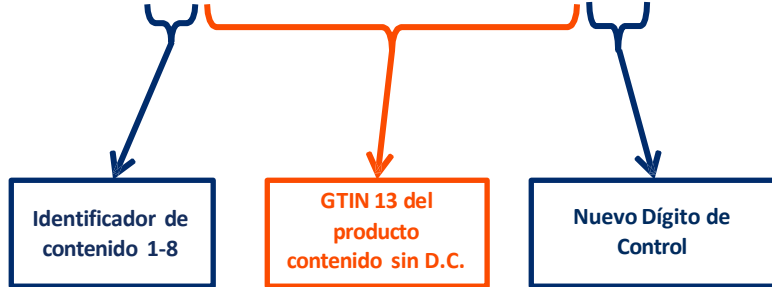 Identificador de
contenido 1-8
GTIN 13 del
producto
contenido sin D.C.
Nuevo Dígito de
Control